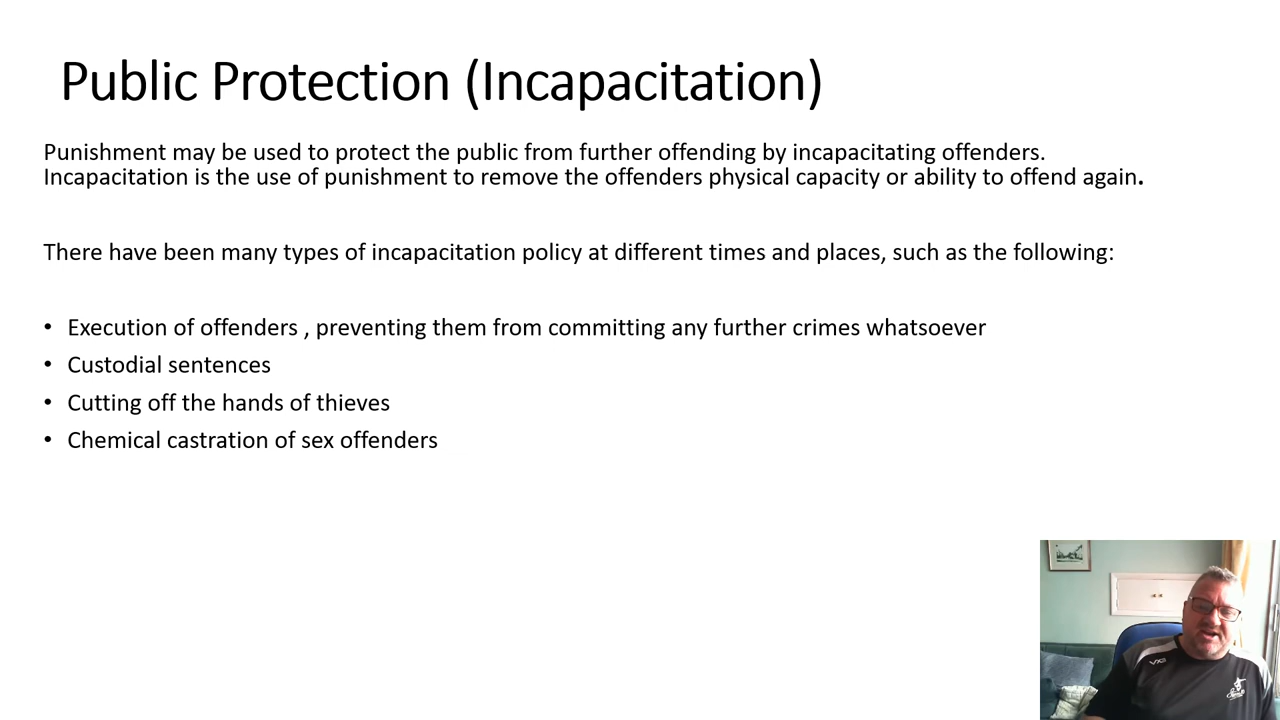 Public Protection (Incapacitation)
Punishment may be used to protect the public from further offending by incapacitating offenders.
Incapacitation is the use of punishment to remove the offenders physical capacity or ability to offend again.
There have been many types of incapacitation policy at different times and places, such as the following:
• Execution of offenders , preventing them from committing any further crimes whatsoever
• Custodial sentences
• Cutting off the hands of thieves
• Chemical castration of sex offenders
VX3